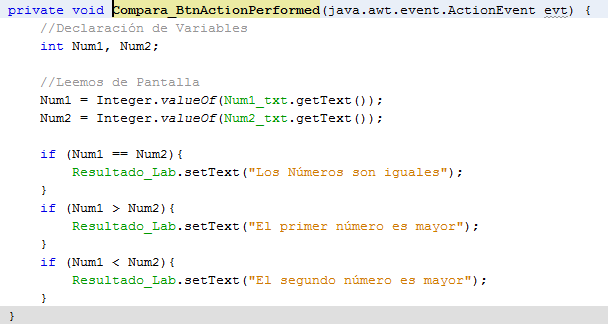 private void Compara_BtnActionPerformed(java.awt.event.ActionEvent evt) {
//Declaración de Variables
int Num1, Num2;
//Leemos de Pantalla
Num1 = Integer.valueOf(Num1_txt.getText());
Num2 = Integer.valueOf(Num2_txt.getText());
if (Num1 == Num2){
Resultado_Lab.setText("Los Números son iguales");
}
if (Num1 > Num2){
Resultado_Lab.setText("El primer número es mayor");
}
if (Num1 < Num2){
Resultado_Lab.setText("El segundo número es mayor");
}
}